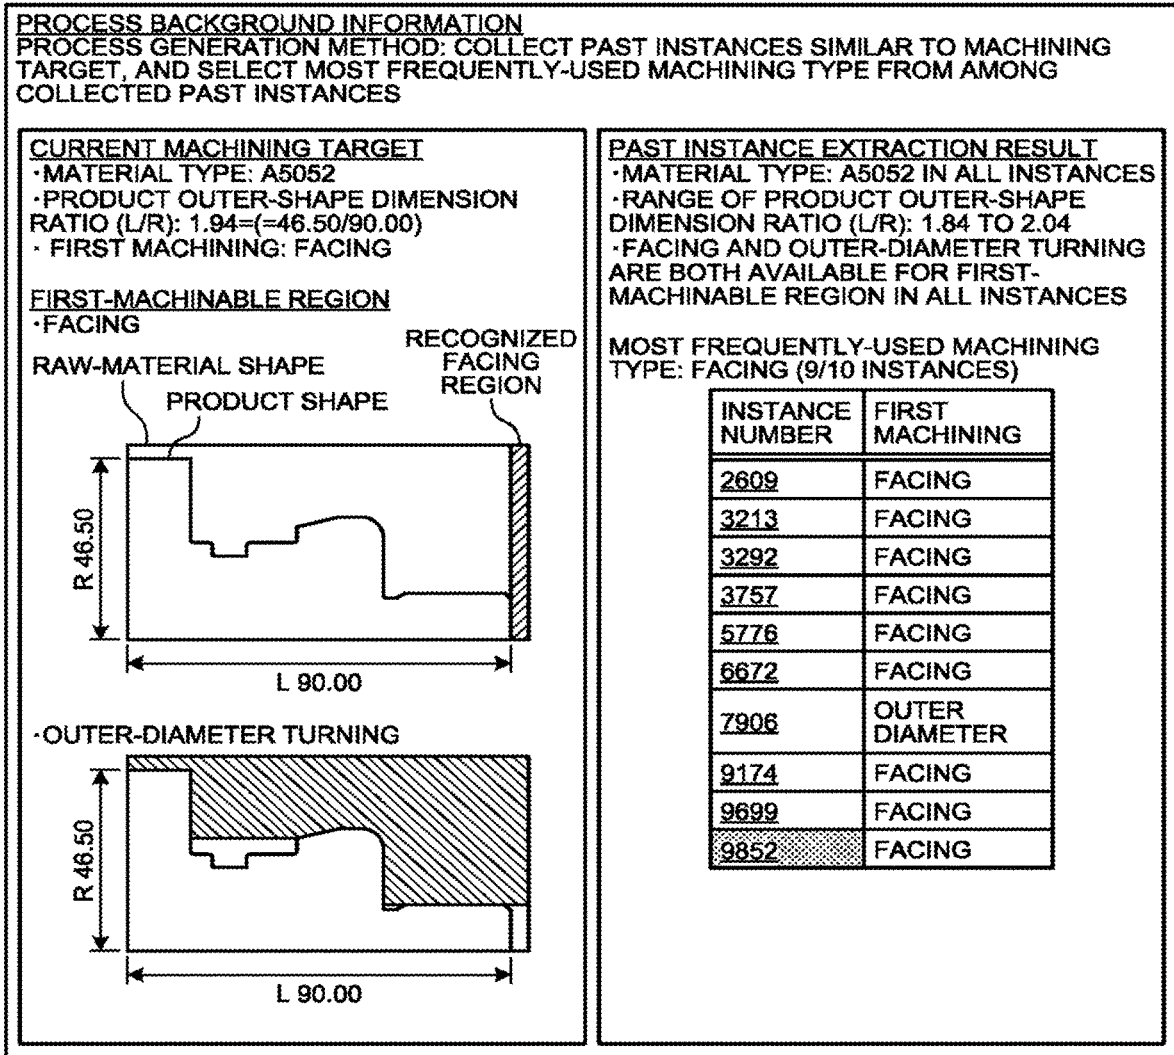 PROCESS BACKGROUND INFORMATION
PROCESS GENERATION METHOD: COLLECT PAST INSTANCES SIMILAR TO MACHINING
TARGET, AND SELECT MOST FREQUENTLY-USED MACHINING TYPE FROM AMONG
COLLECTED PAST INSTANCES
CURRENT MACHINING TARGET
·MATERIAL TYPE: A5052
·PRODUCT OUTER-SHAPE DIMENSION
RATIO (L/R): 1.94=(=46.50/90.00)
· FIRST MACHINING: FACING
FIRST-MACHINABLE REGION
·FACING
RAW-MATERIAL SHAPE
PRODUCT SHAPE
RECOGNIZED
FACING
REGION
R 46.50
L 90.00
·OUTER-DIAMETER TURNING
R 46.50
L 90.00
PAST INSTANCE EXTRACTION RESULT
·MATERIAL TYPE: A5052 IN ALL INSTANCES
·RANGE OF PRODUCT OUTER-SHAPE
DIMENSION RATIO (L/R): 1.84 TO 2.04
·FACING AND OUTER-DIAMETER TURNING
ARE BOTH AVAILABLE FOR FIRST-
MACHINABLE REGION IN ALL INSTANCES
MOST FREQUENTLY-USED MACHINING
TYPE: FACING (9/10 INSTANCES)
INSTANCE NUMBER FIRST MACHINING
2609 FACING
3213 FACING
3292 FACING
3757 FACING
5776 FACING
6672 FACING
7906 OUTER DIAMETER
9174 FACING
9699 FACING
9852 FACING